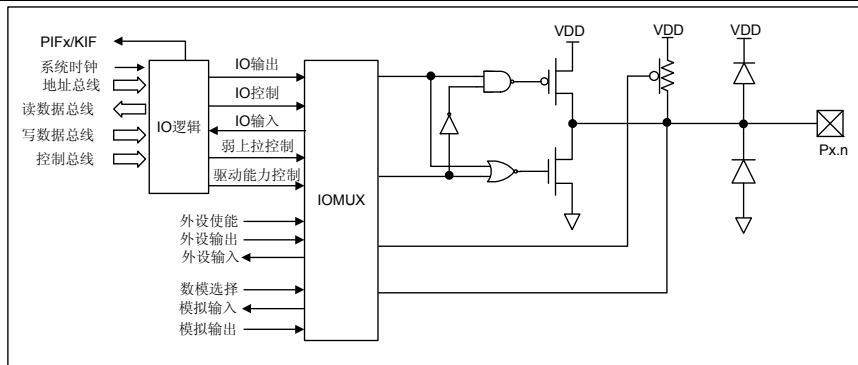 PIFx/KIF
系统时钟
地址总线
读数据总线
写数据总线
控制总线
IO逻辑
IO输出
IO控制
IO输入
弱上拉控制
驱动能力控制
外设使能
外设输出
外设输入
数模选择
模拟输入
模拟输出
IOMUX
VDD
VDD
VDD
Px.n